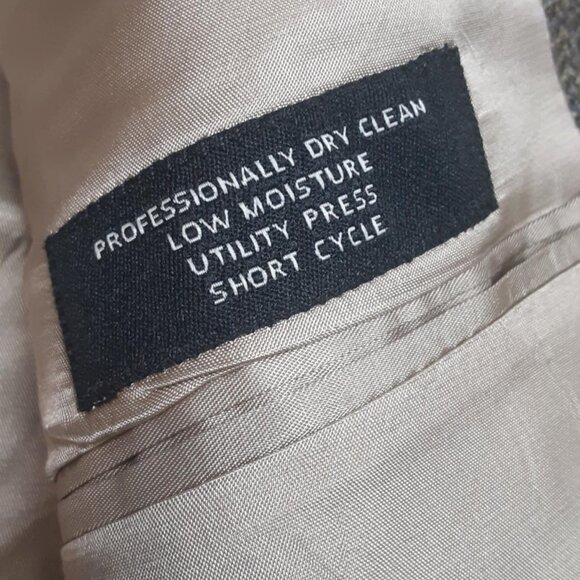 PROFESSIONALLY DRY CLEAN
LOW MOISTURE
UTILITY PRESS
SHORT CYCLE